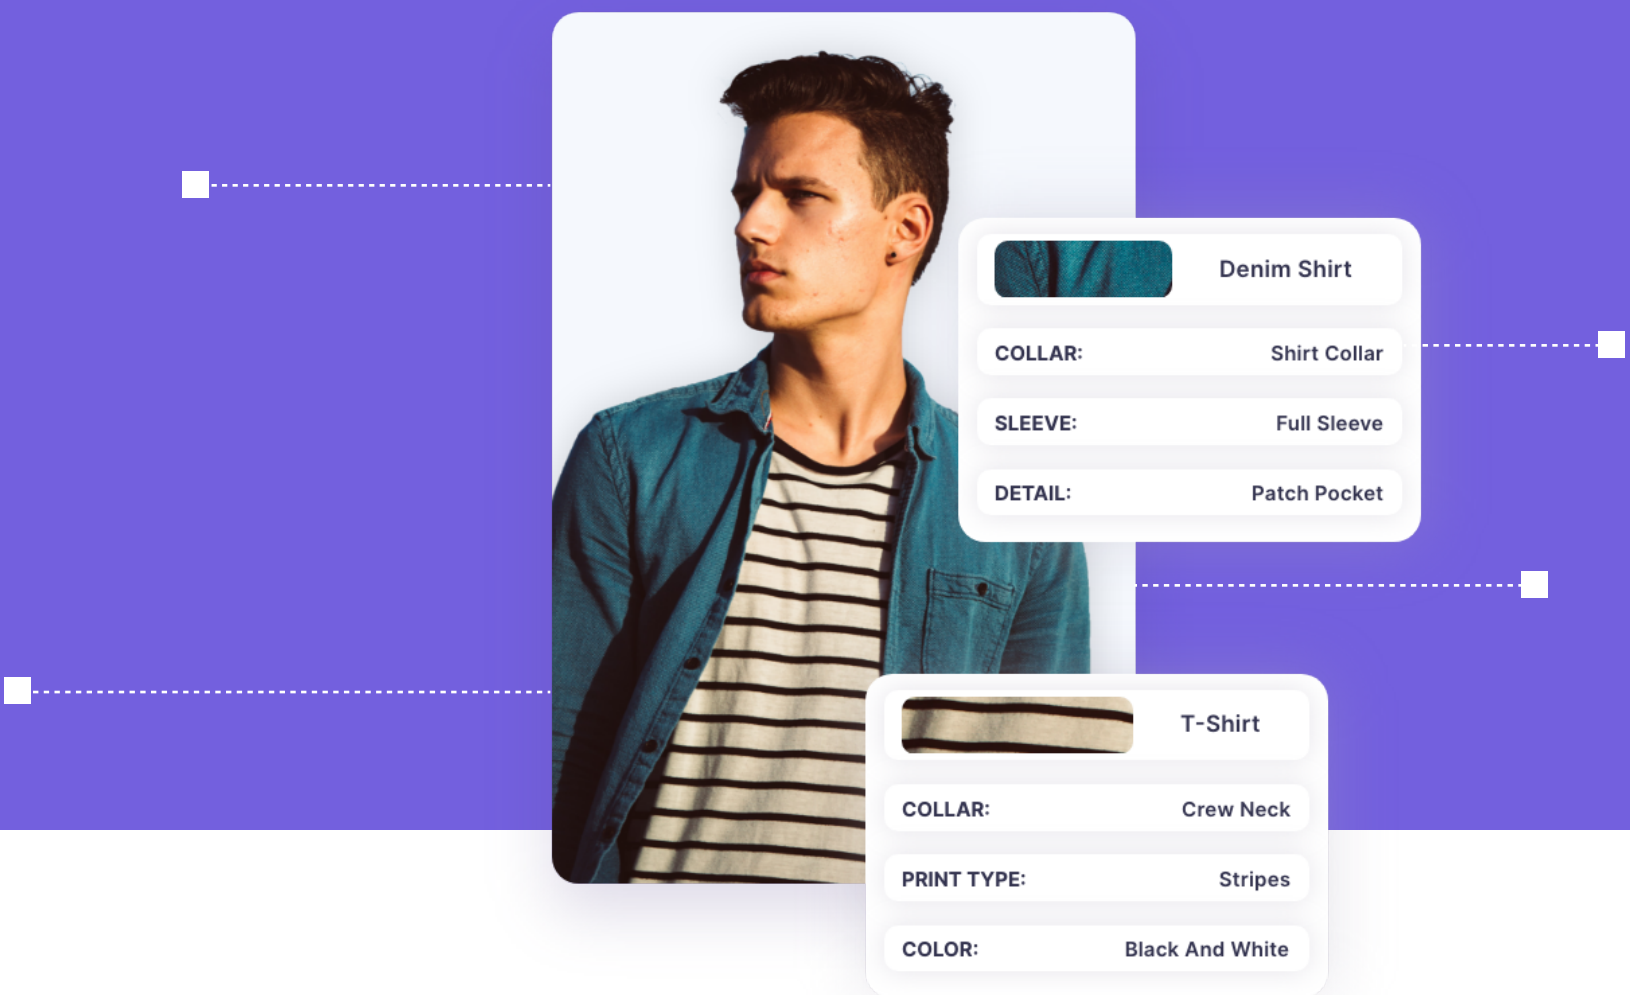 Denim Shirt
COLLAR: Shirt Collar
SLEEVE: Full Sleeve
DETAIL: Patch Pocket
T-Shirt
COLLAR: Crew Neck
PRINT TYPE: Stripes
COLOR: Black And White